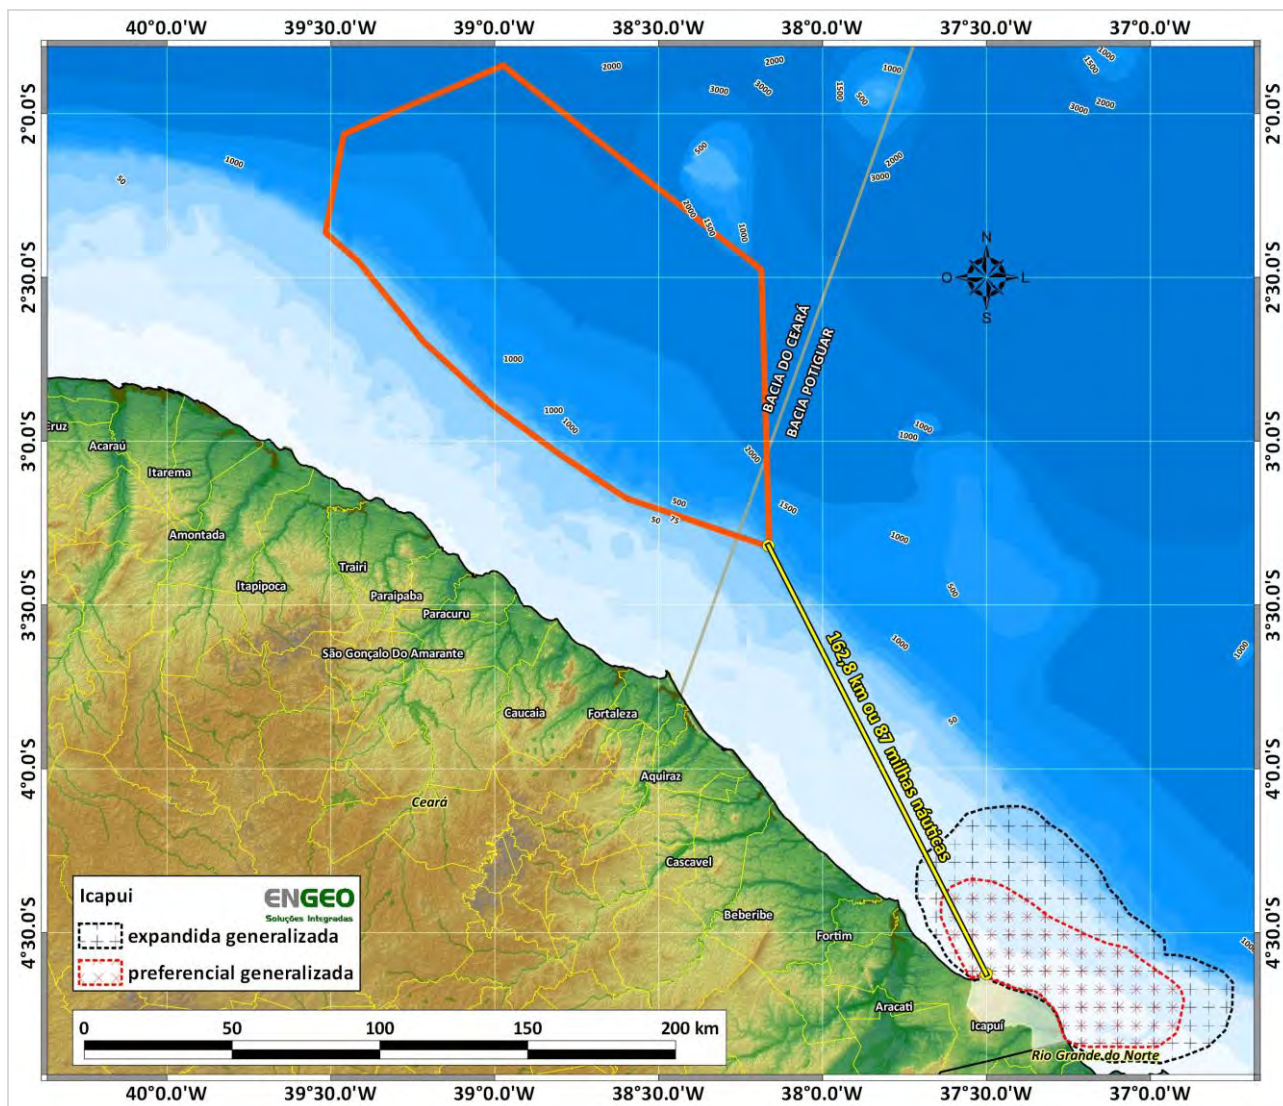 40°0.0'W 39°30.0'W 39°0.0'W 38°30.0'W 38°0.0'W 37°30.0'W 37°0.0'W
2°0.0'S 2°0.0'S
2°30.0'S 2°30.0'S
3°0.0'S 3°0.0'S
3°30.0'S 3°30.0'S
4°0.0'S 4°0.0'S
4°30.0'S 4°30.0'S
2000
2000
3000
3000
1000
1500
500
1000
1500
2000
3000
50
1000
500
2000
3000
2000
1500
1000
N
O L
S
BACIA DO CEARÁ
BACIA POTIGUAR
1000
1000
1000
1000
1000
2000
500
50 75
1500
1000
500
1000
1000
50
1000
162,8 km ou 87 milhas náuticas
Acaraú
Itarema
Amontada
Itapipoca
Trairi
Paraipaba
Paracuru
São Gonçalo Do Amarante
Caucaia
Fortaleza
Aquiraz
Ceará
Cascavel
Beberibe
Fortim
Aracati
Icapuí
Rio Grande do Norte
Icapui
ENGEO
Soluções Integradas
expandida generalizada
preferencial generalizada
0 50 100 150 200 km
40°0.0'W 39°30.0'W 39°0.0'W 38°30.0'W 38°0.0'W 37°30.0'W 37°0.0'W